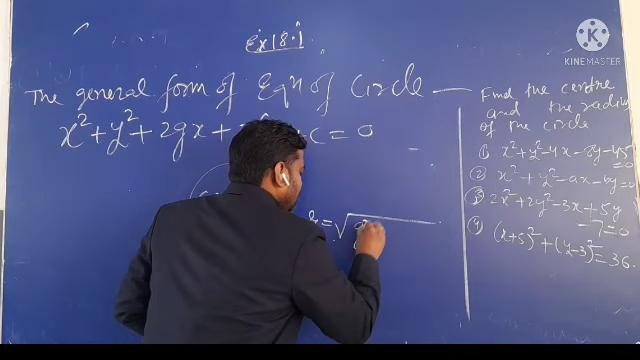 Ex(8.1)
The general form of Eqn of Circle —
x² + y² + 2gx + c = 0
r = √g²
Find the centre
and the radius
of the circle
① x² + y² - 4x - 8y - 45 = 0
② x² + y² - ax - by = 0
③ 2x² + 2y² - 3x + 5y - 7 = 0
④ (x+5)² + (y-3)² = 36
KINEMASTER